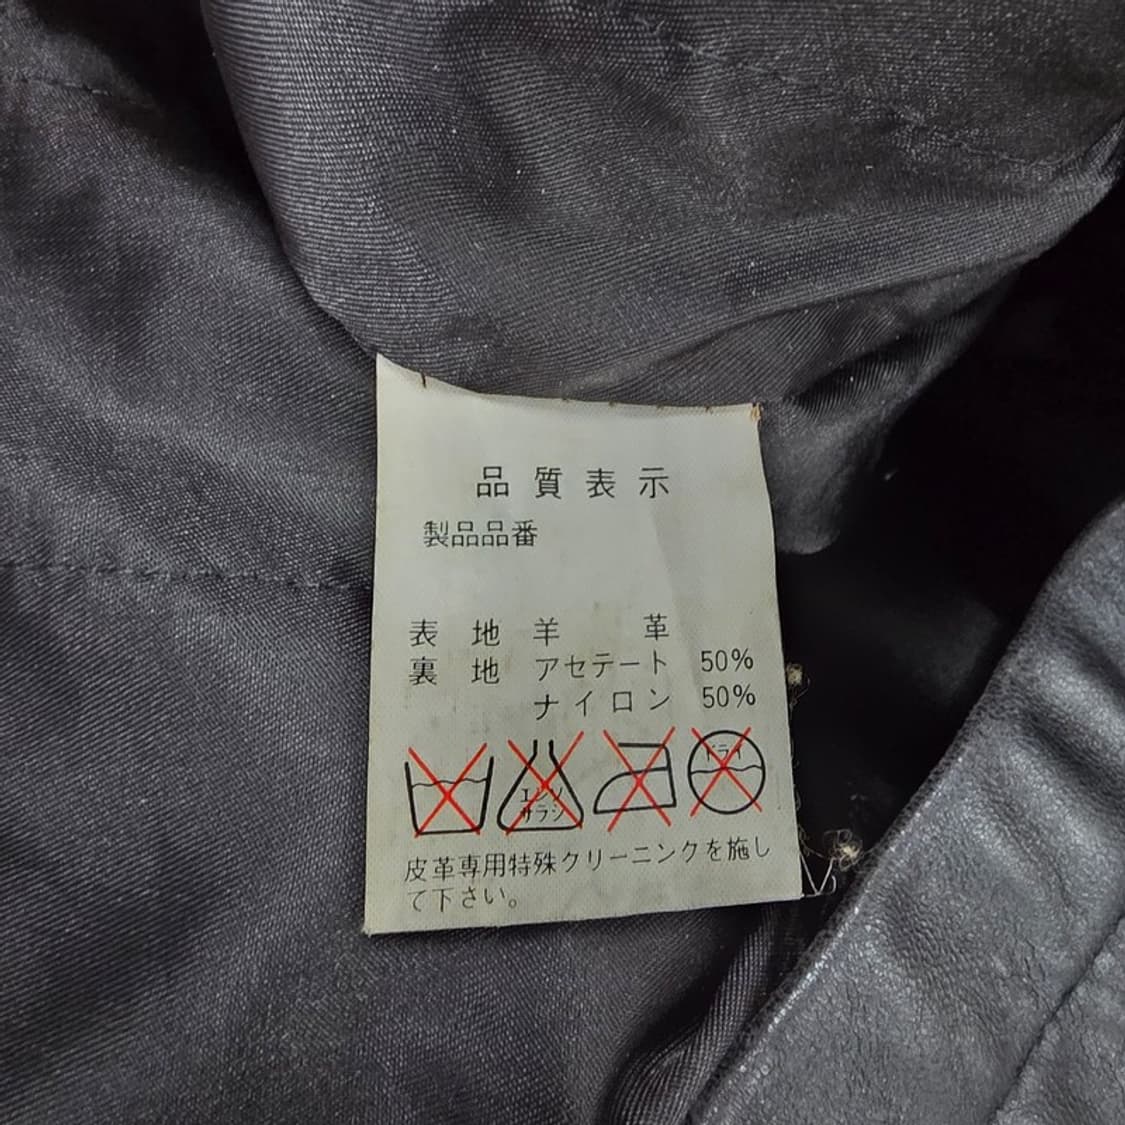 品質表示
製品品番
表地 羊革
裏地 アセテート 50%
ナイロン 50%
エンソサラシ
ドライ
皮革専用特殊クリーニングを施し
て下さい。